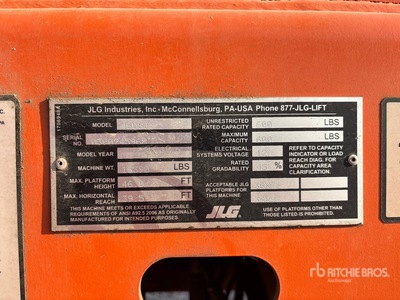 JLG Industries, Inc - McConnellsburg, PA-USA Phone 877-JLG-LIFT
1706948A
MODEL
SERIAL NO.
MODEL YEAR
MACHINE WT. LBS
MAX. PLATFORM HEIGHT FT
MAX. HORIZONTAL REACH FT
THIS MACHINE MEETS OR EXCEEDS APPLICABLE
REQUIREMENTS OF ANSI A92.5 2006 AS ORIGINALLY
MANUFACTURED FOR INTENDED PURPOSES.
UNRESTRICTED RATED CAPACITY LBS
MAXIMUM CAPACITY LBS
ELECTRICAL SYSTEMS VOLTAGE
RATED GRADEABILITY %
REFER TO CAPACITY
INDICATOR OR LOAD
REACH DIAG. FOR
CAPACITY CLARIFICATION.
ACCEPTABLE JLG
PLATFORMS FOR
THIS MACHINE
JLG
USE OF PLATFORMS OTHER THAN
THOSE LISTED IS PROHIBITED.
rb RITCHIE BROS.